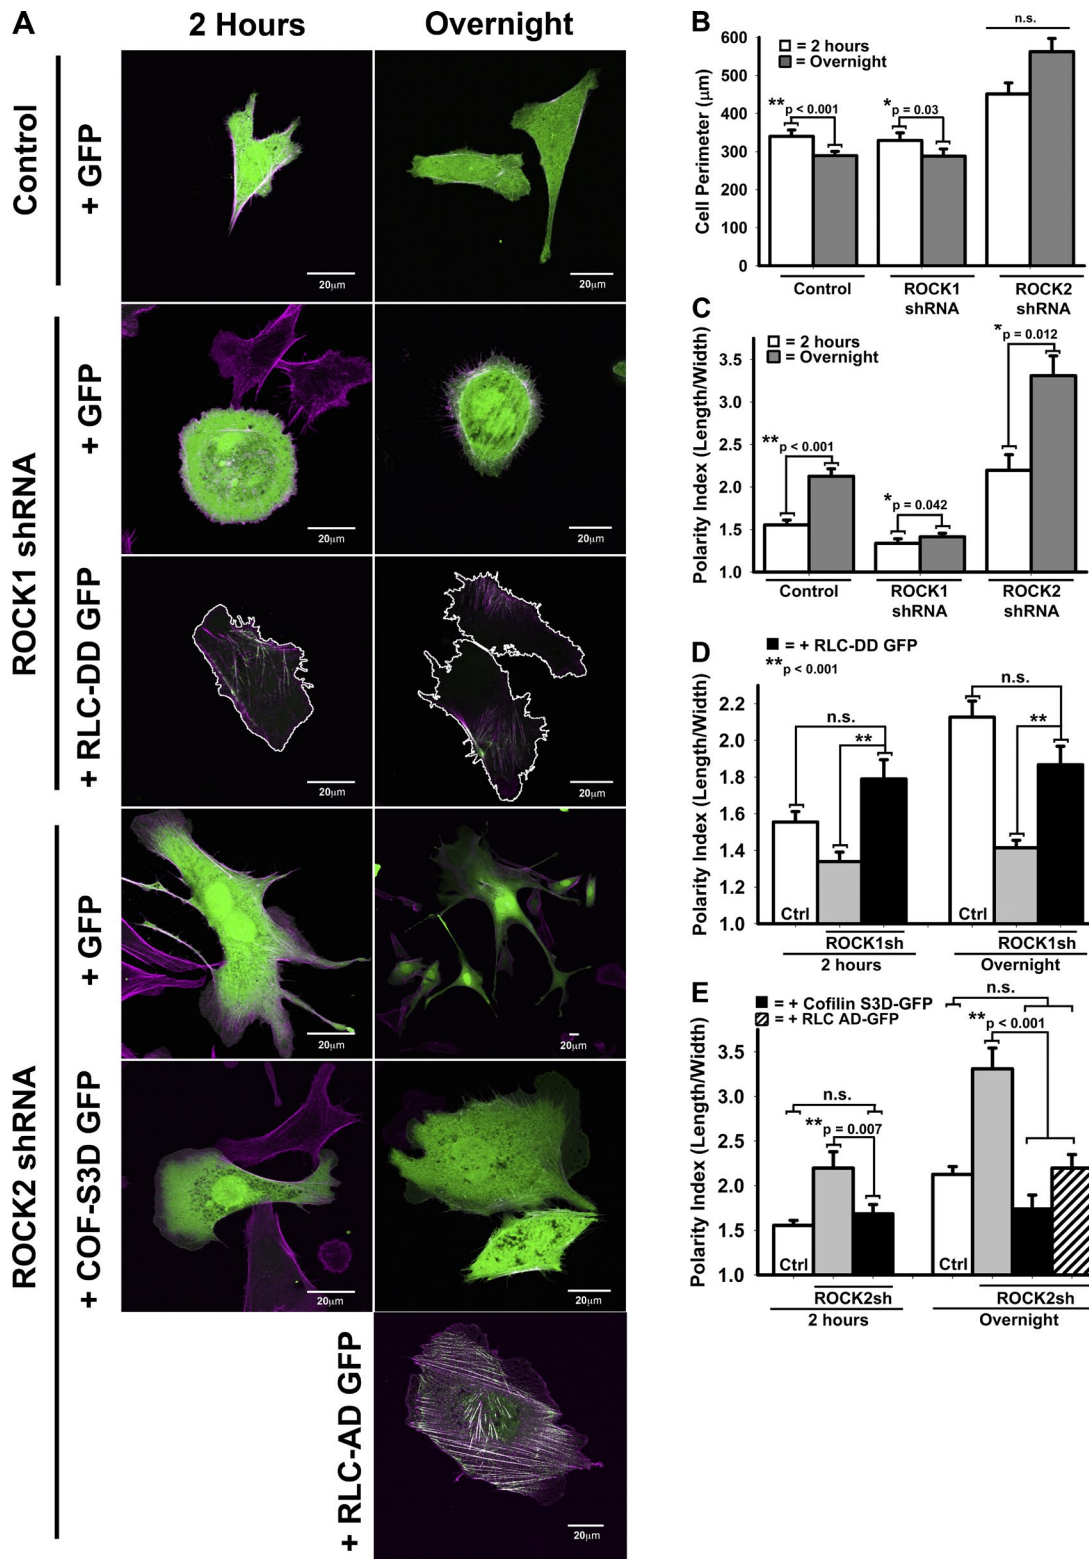 A
2 Hours
Overnight
Control
+ GFP
20μm
20μm
ROCK1 shRNA
+ GFP
20μm
20μm
+ RLC-DD GFP
20μm
20μm
ROCK2 shRNA
+ GFP
20μm
20μm
+ COF-S3D GFP
20μm
20μm
+ RLC-AD GFP
20μm
B
n.s.
= 2 hours
= Overnight
**p < 0.001
*p = 0.03
Cell Perimeter (μm)
600
500
400
300
200
100
0
Control
ROCK1 shRNA
ROCK2 shRNA
C
= 2 hours
= Overnight
*p = 0.012
**p < 0.001
*p = 0.042
Polarity Index (Length/Width)
3.5
3.0
2.5
2.0
1.5
1.0
Control
ROCK1 shRNA
ROCK2 shRNA
D
= + RLC-DD GFP
**p < 0.001
n.s.
**
n.s.
**
Polarity Index (Length/Width)
2.2
2.0
1.8
1.6
1.4
1.2
1.0
Ctrl
Ctrl
ROCK1sh
ROCK1sh
2 hours
Overnight
E
= + Cofilin S3D-GFP
= + RLC AD-GFP
n.s.
**p < 0.001
n.s.
**p = 0.007
Polarity Index (Length/Width)
3.5
3.0
2.5
2.0
1.5
1.0
Ctrl
Ctrl
ROCK2sh
ROCK2sh
2 hours
Overnight